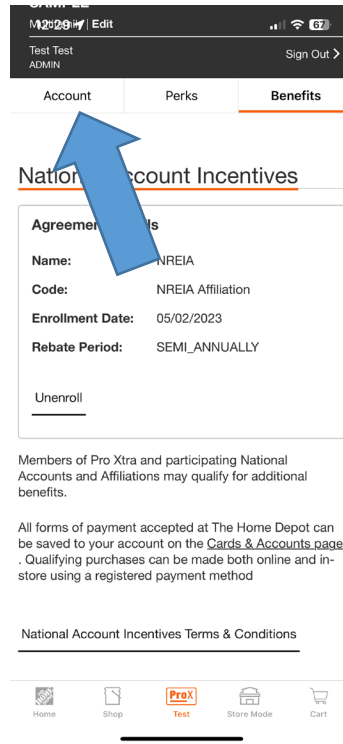 12:29 | Edit
67
Test Test
Sign Out >
ADMIN
Account Perks Benefits
Incentives
Name: NREIA
Code: NREIA Affiliation
Enrollment Date: 05/02/2023
Rebate Period: SEMI_ANNUALLY
Unenroll
Members of Pro Xtra and participating National
Accounts and Affiliations may qualify for additional
benefits.
All forms of payment accepted at The Home Depot can
be saved to your account on the Cards & Accounts page
. Qualifying purchases can be made both online and in-
store using a registered payment method
National Account Incentives Terms & Conditions
ProX
Home Shop Test Store Mode Cart